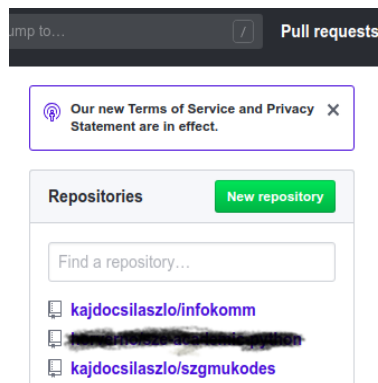 ump to...
/
Pull requests
Our new Terms of Service and Privacy
Statement are in effect.
Repositories
New repository
Find a repository...
kajdocsilaszlo/infokomm
kajdocsilaszlo/szgmukodes